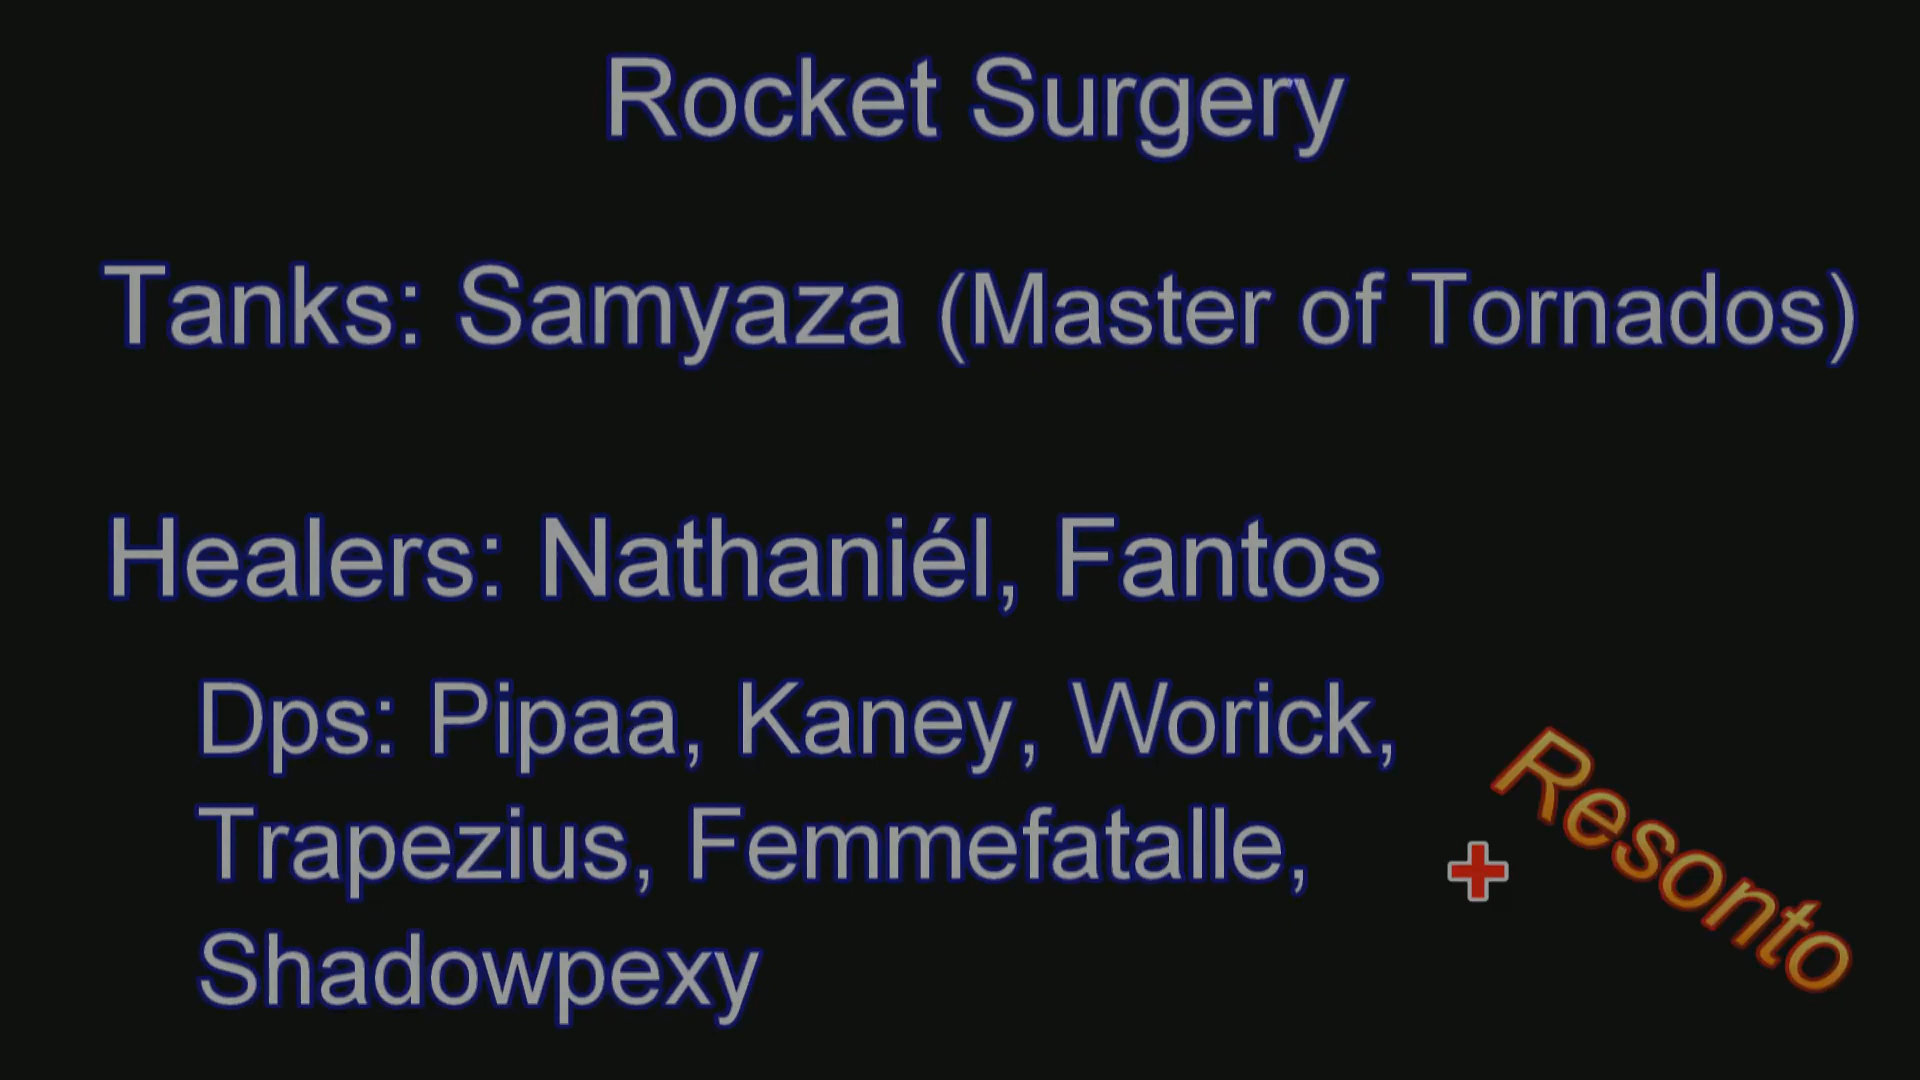 Rocket Surgery
Tanks: Samyaza (Master of Tornados)
Healers: Nathaniél, Fantos
Dps: Pipaa, Kaney, Worick,
Trapezius, Femmefatalle,
Shadowpexy
Resonto